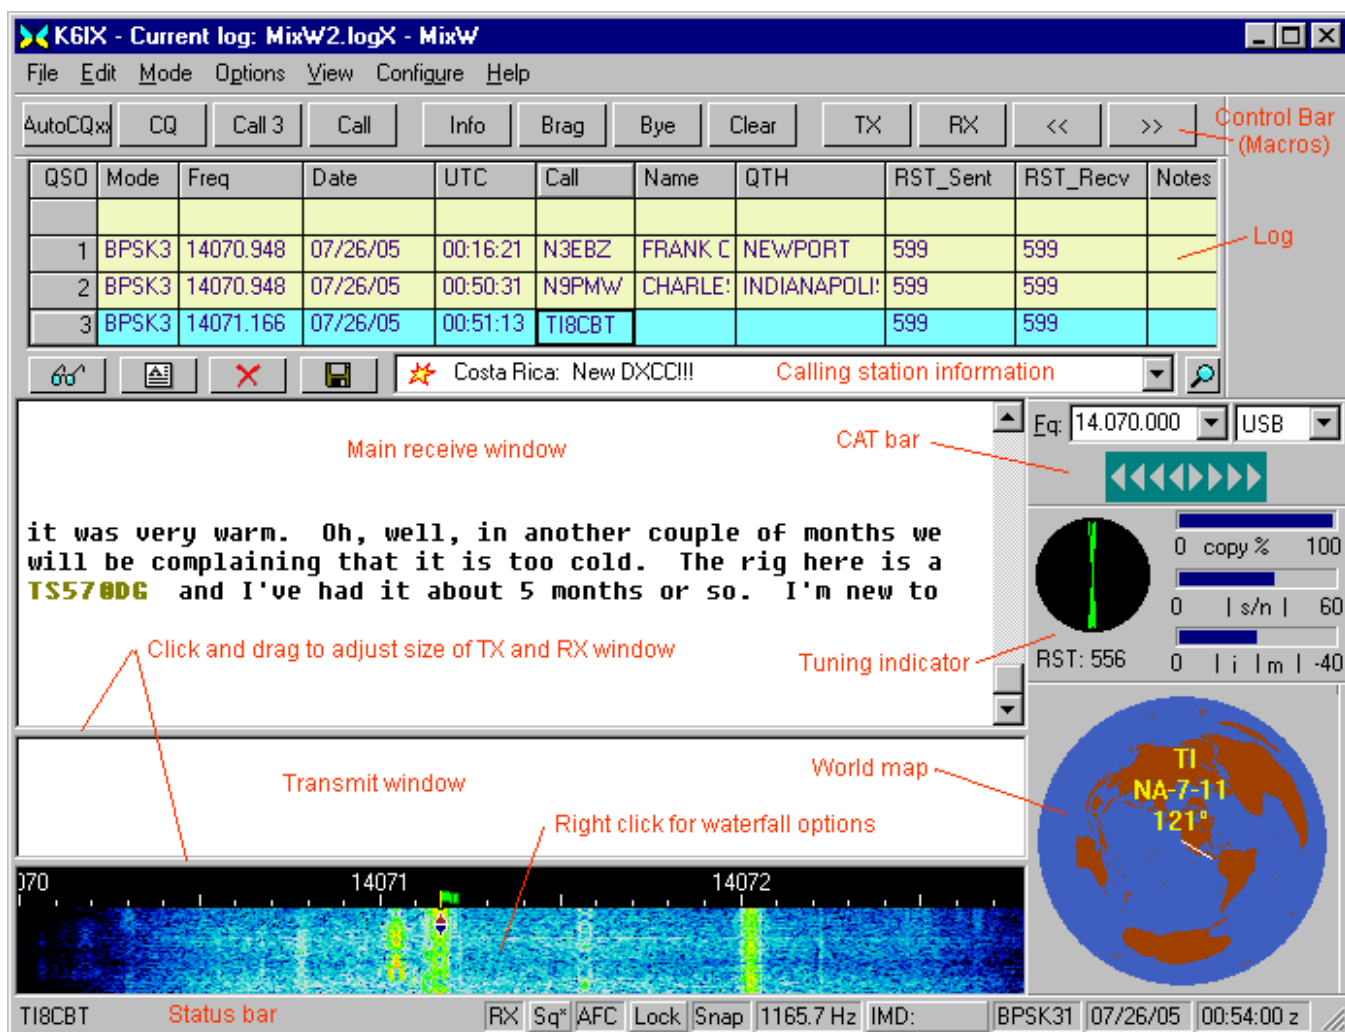 K6IX - Current log: MixW2.logX - MixW
File Edit Mode Options View Configure Help
AutoCQxx CQ Call 3 Call Info Brag Bye Clear TX RX << >> Control Bar
(Macros)
QSO Mode Freq Date UTC Call Name QTH RST_Sent RST_Recv Notes
1 BPSK3 14070.948 07/26/05 00:16:21 N3EBZ FRANK C NEWPORT 599 599
Log
2 BPSK3 14070.948 07/26/05 00:50:31 N9PMW CHARLE INDIANAPOLI 599 599
3 BPSK3 14071.166 07/26/05 00:51:13 TI8CBT 599 599
Costa Rica: New DXCC!!! Calling station information
Fq: 14.070.000 USB
Main receive window
CAT bar
it was very warm. Oh, well, in another couple of months we
will be complaining that it is too cold. The rig here is a
TS570DG and I've had it about 5 months or so. I'm new to
0 copy % 100
0 | s/n | 60
RST: 556 0 | i | m | -40
Click and drag to adjust size of TX and RX window
Tuning indicator
Transmit window
World map
TI
NA-7-11
121°
Right click for waterfall options
070 14071 14072
TI8CBT Status bar RX Sq* AFC Lock Snap 1165.7 Hz IMD: BPSK31 07/26/05 00:54:00 z